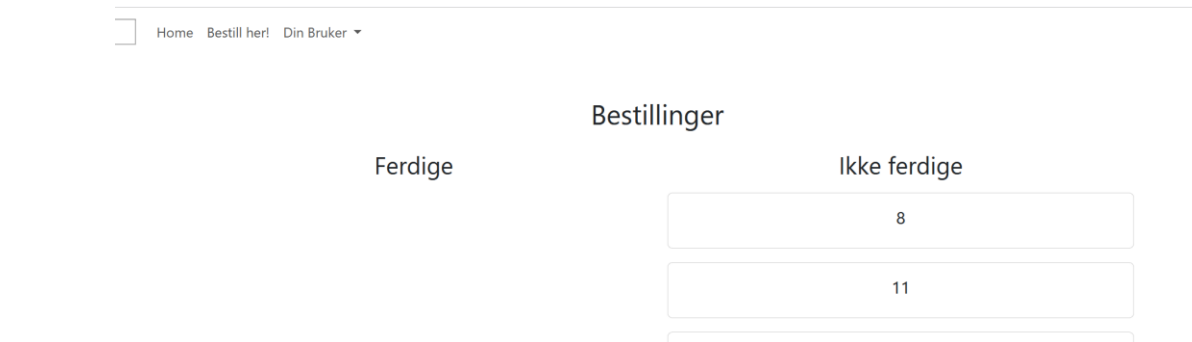 Home Bestill her! Din Bruker
Bestillinger
Ferdige Ikke ferdige
8
11